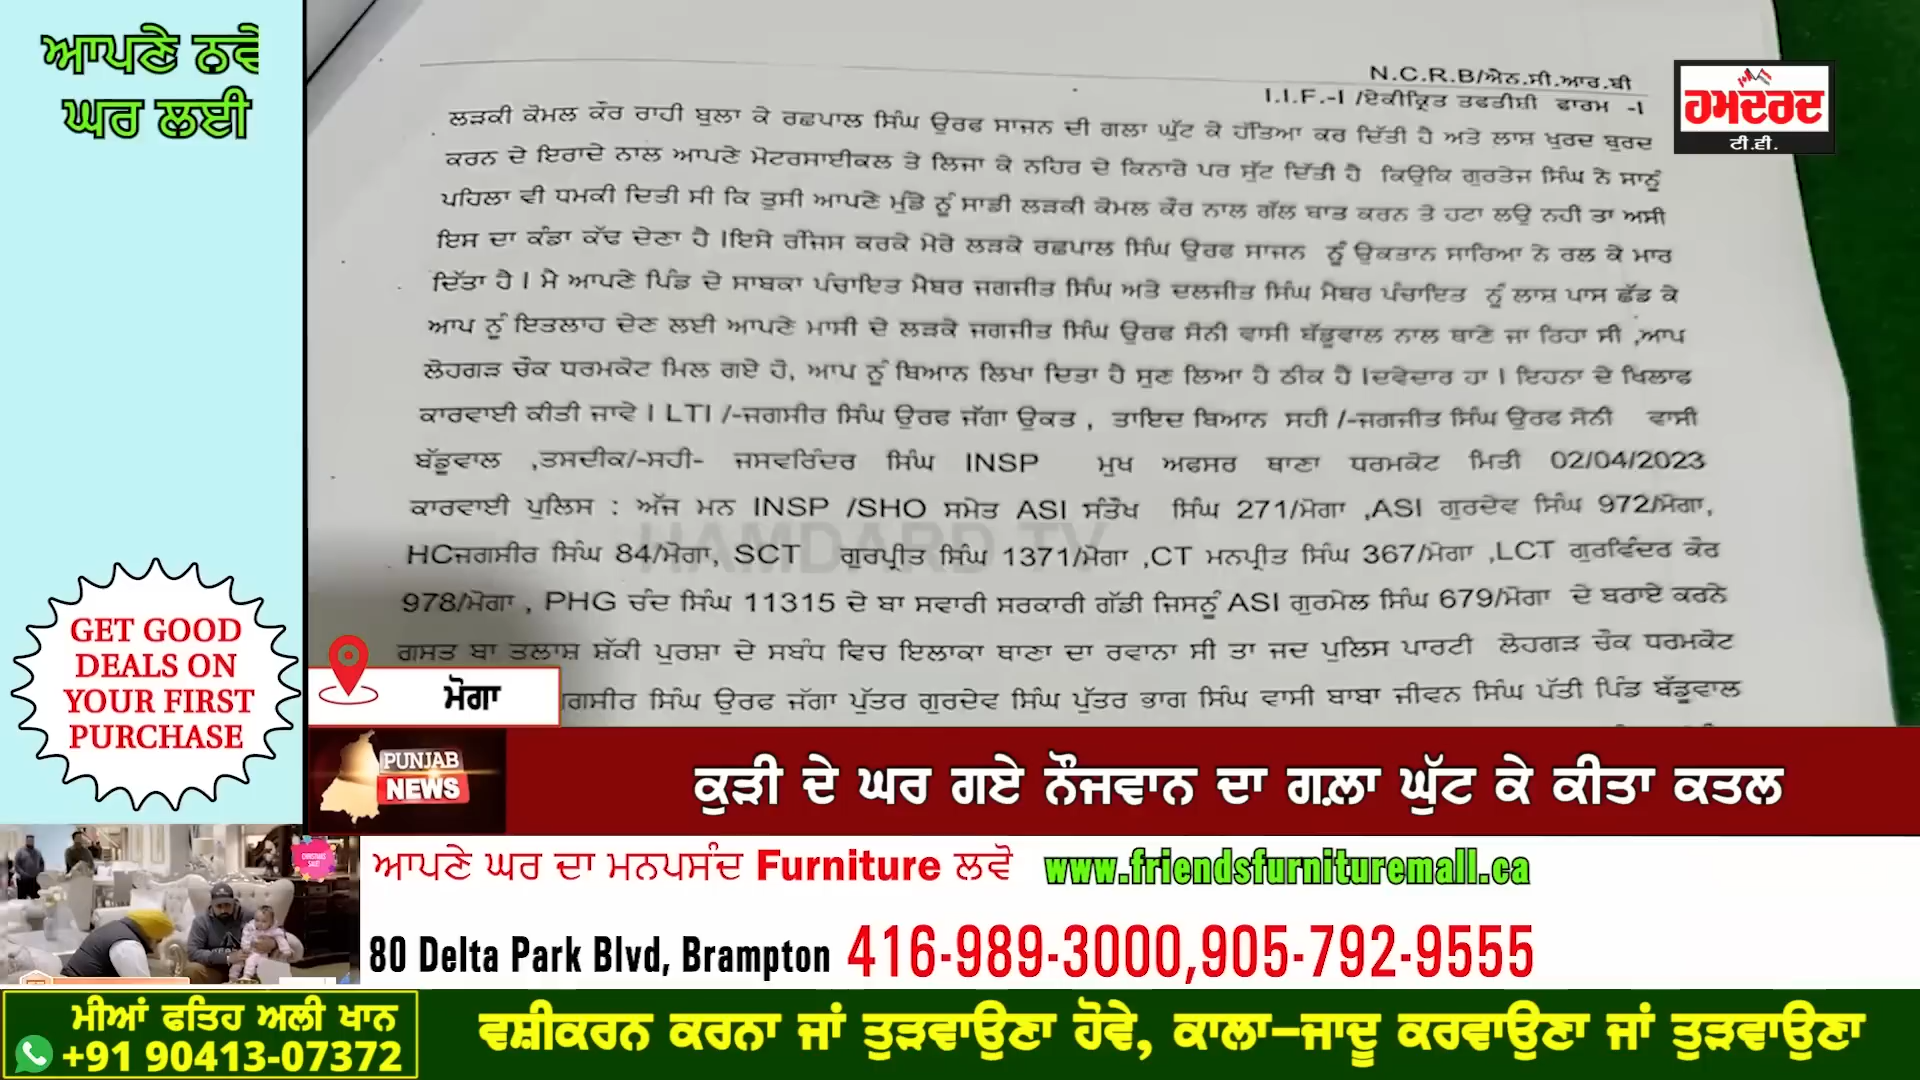 ਆਪਣੇ ਨਵੇਂ
ਘਰ ਲਈ
N.C.R.B/ਐਨ.ਸੀ.ਆਰ.ਬੀ
I.I.F.-I /ਏਕੀਕ੍ਰਿਤ ਤਫਤੀਸ਼ੀ ਫਾਰਮ -I
ਹਮਦਰਦ
ਟੀ.ਵੀ.
ਲੜਕੀ ਕੋਮਲ ਕੌਰ ਰਾਹੀ ਬੁਲਾ ਕੇ ਰਛਪਾਲ ਸਿੰਘ ਉਰਫ ਸਾਜਨ ਦੀ ਗਲਾ ਘੁੱਟ ਕੇ ਹੱਤਿਆ ਕਰ ਦਿੱਤੀ ਹੈ ਅਤੇ ਲਾਸ਼ ਖੁਰਦ ਬੁਰਦ
ਕਰਨ ਦੇ ਇਰਾਦੇ ਨਾਲ ਆਪਣੇ ਮੋਟਰਸਾਈਕਲ ਤੇ ਲਿਜਾ ਕੇ ਨਹਿਰ ਦੇ ਕਿਨਾਰੇ ਪਰ ਸੁੱਟ ਦਿੱਤੀ ਹੈ ਕਿਉਕਿ ਗੁਰਤੇਜ ਸਿੰਘ ਨੇ ਸਾਨੂੰ
ਪਹਿਲਾ ਵੀ ਧਮਕੀ ਦਿਤੀ ਸੀ ਕਿ ਤੁਸੀ ਆਪਣੇ ਮੁੰਡੇ ਨੂੰ ਸਾਡੀ ਲੜਕੀ ਕੋਮਲ ਕੌਰ ਨਾਲ ਗੱਲ ਬਾਤ ਕਰਨ ਤੇ ਹਟਾ ਲਉ ਨਹੀ ਤਾ ਅਸੀ
ਇਸ ਦਾ ਕੰਡਾ ਕੱਢ ਦੇਣਾ ਹੈ ।ਇਸੇ ਰੰਜਿਸ ਕਰਕੇ ਮੇਰੇ ਲੜਕੇ ਰਛਪਾਲ ਸਿੰਘ ਉਰਫ ਸਾਜਨ ਨੂੰ ਉਕਤਾਨ ਸਾਰਿਆ ਨੇ ਰਲ ਕੇ ਮਾਰ
ਦਿੱਤਾ ਹੈ । ਮੈ ਆਪਣੇ ਪਿੰਡ ਦੇ ਸਾਬਕਾ ਪੰਚਾਇਤ ਮੈਬਰ ਜਗਜੀਤ ਸਿੰਘ ਅਤੇ ਦਲਜੀਤ ਸਿੰਘ ਮੈਬਰ ਪੰਚਾਇਤ ਨੂੰ ਲਾਸ਼ ਪਾਸ ਛੱਡ ਕੇ
ਆਪ ਨੂੰ ਇਤਲਾਹ ਦੇਣ ਲਈ ਆਪਣੇ ਮਾਸੀ ਦੇ ਲੜਕੇ ਜਗਜੀਤ ਸਿੰਘ ਉਰਫ ਸੋਨੀ ਵਾਸੀ ਬੱਡੂਵਾਲ ਨਾਲ ਥਾਣੇ ਜਾ ਰਿਹਾ ਸੀ ,ਆਪ
ਲੋਹਗੜ ਚੌਕ ਧਰਮਕੋਟ ਮਿਲ ਗਏ ਹੋ, ਆਪ ਨੂੰ ਬਿਆਨ ਲਿਖਾ ਦਿਤਾ ਹੈ ਸੁਣ ਲਿਆ ਹੈ ਠੀਕ ਹੈ ।ਦਵੇਦਾਰ ਹਾ । ਇਹਨਾ ਦੇ ਖਿਲਾਫ
ਕਾਰਵਾਈ ਕੀਤੀ ਜਾਵੇ । LTI /-ਜਗਸੀਰ ਸਿੰਘ ਉਰਫ ਜੱਗਾ ਉਕਤ , ਤਾਇਦ ਬਿਆਨ ਸਹੀ /-ਜਗਜੀਤ ਸਿੰਘ ਉਰਫ ਸੋਨੀ ਵਾਸੀ
ਬੱਡੂਵਾਲ ,ਤਸਦੀਕ/-ਸਹੀ- ਜਸਵਰਿੰਦਰ ਸਿੰਘ INSP ਮੁਖ ਅਫਸਰ ਥਾਣਾ ਧਰਮਕੋਟ ਮਿਤੀ 02/04/2023
ਕਾਰਵਾਈ ਪੁਲਿਸ : ਅੱਜ ਮਨ INSP /SHO ਸਮੇਤ ASI ਸੰਤੋਖ ਸਿੰਘ 271/ਮੋਗਾ ,ASI ਗੁਰਦੇਵ ਸਿੰਘ 972/ਮੋਗਾ,
HAMDARD TV
HCਜਗਸੀਰ ਸਿੰਘ 84/ਮੋਗਾ, SCT ਗੁਰਪ੍ਰੀਤ ਸਿੰਘ 1371/ਮੋਗਾ ,CT ਮਨਪ੍ਰੀਤ ਸਿੰਘ 367/ਮੋਗਾ ,LCT ਗੁਰਵਿੰਦਰ ਕੌਰ
978/ਮੋਗਾ , PHG ਚੰਦ ਸਿੰਘ 11315 ਦੇ ਬਾ ਸਵਾਰੀ ਸਰਕਾਰੀ ਗੱਡੀ ਜਿਸਨੂੰ ASI ਗੁਰਮੇਲ ਸਿੰਘ 679/ਮੋਗਾ ਦੇ ਬਰਾਏ ਕਰਨੇ
ਗਸਤ ਬਾ ਤਲਾਸ਼ ਸ਼ੱਕੀ ਪੁਰਸ਼ਾ ਦੇ ਸਬੰਧ ਵਿਚ ਇਲਾਕਾ ਥਾਣਾ ਦਾ ਰਵਾਨਾ ਸੀ ਤਾ ਜਦ ਪੁਲਿਸ ਪਾਰਟੀ ਲੋਹਗੜ ਚੌਕ ਧਰਮਕੋਟ
ਗਸੀਰ ਸਿੰਘ ਉਰਫ ਜੱਗਾ ਪੁੱਤਰ ਗੁਰਦੇਵ ਸਿੰਘ ਪੁੱਤਰ ਭਾਗ ਸਿੰਘ ਵਾਸੀ ਬਾਬਾ ਜੀਵਨ ਸਿੰਘ ਪੱਤੀ ਪਿੰਡ ਬੱਡੂਵਾਲ
GET GOOD
DEALS ON
YOUR FIRST
PURCHASE
ਮੋਗਾ
PUNJAB
NEWS
ਕੁੜੀ ਦੇ ਘਰ ਗਏ ਨੌਜਵਾਨ ਦਾ ਗਲ਼ਾ ਘੁੱਟ ਕੇ ਕੀਤਾ ਕਤਲ
CHRISTMAS
SALE!
ਆਪਣੇ ਘਰ ਦਾ ਮਨਪਸੰਦ Furniture ਲਵੋ www.friendsfurnituremall.ca
80 Delta Park Blvd, Brampton 416-989-3000,905-792-9555
ਮੀਆਂ ਫਤਿਹ ਅਲੀ ਖਾਨ
+91 90413-07372
ਵਸ਼ੀਕਰਨ ਕਰਨਾ ਜਾਂ ਤੁੜਵਾਉਣਾ ਹੋਵੇ, ਕਾਲਾ-ਜਾਦੂ ਕਰਵਾਉਣਾ ਜਾਂ ਤੁੜਵਾਉਣਾ